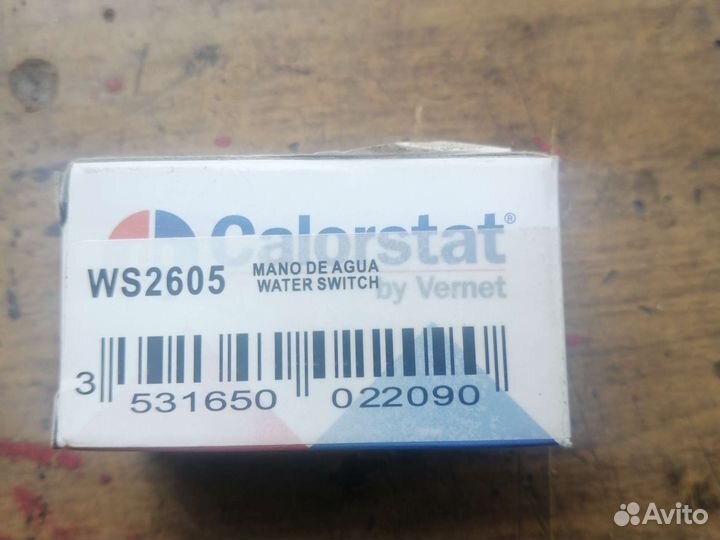 Calorstat®
by Vernet
WS2605
MANO DE AGUA
WATER SWITCH
3 531650 022090
Avito